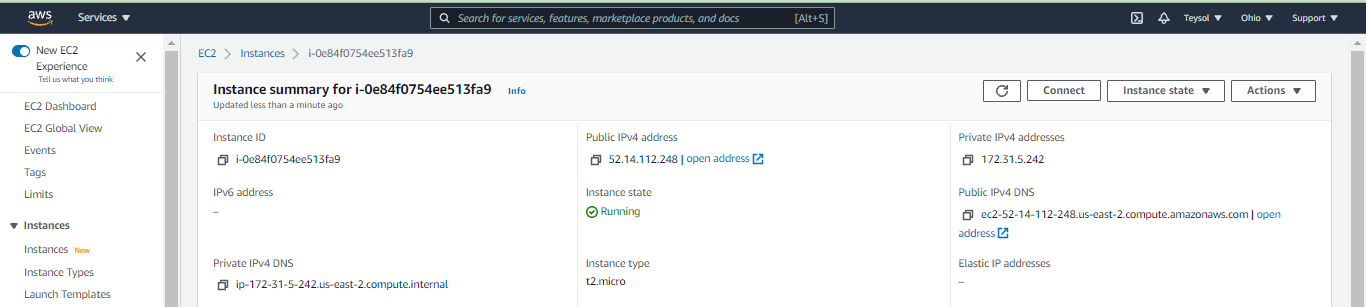 aws Services Search for services, features, marketplace products, and docs [Alt+S] Teysol Ohio Support
New EC2
Experience
Tell us what you think
EC2 Dashboard
EC2 Global View
Events
Tags
Limits
Instances
Instances New
Instance Types
Launch Templates
EC2 > Instances > i-0e84f0754ee513fa9
Instance summary for i-0e84f0754ee513fa9 Info
Updated less than a minute ago
Connect Instance state Actions
Instance ID
i-0e84f0754ee513fa9
Public IPv4 address
52.14.112.248 | open address
Private IPv4 addresses
172.31.5.242
IPv6 address
–
Instance state
Running
Public IPv4 DNS
ec2-52-14-112-248.us-east-2.compute.amazonaws.com | open
address
Private IPv4 DNS
ip-172-31-5-242.us-east-2.compute.internal
Instance type
t2.micro
Elastic IP addresses
–